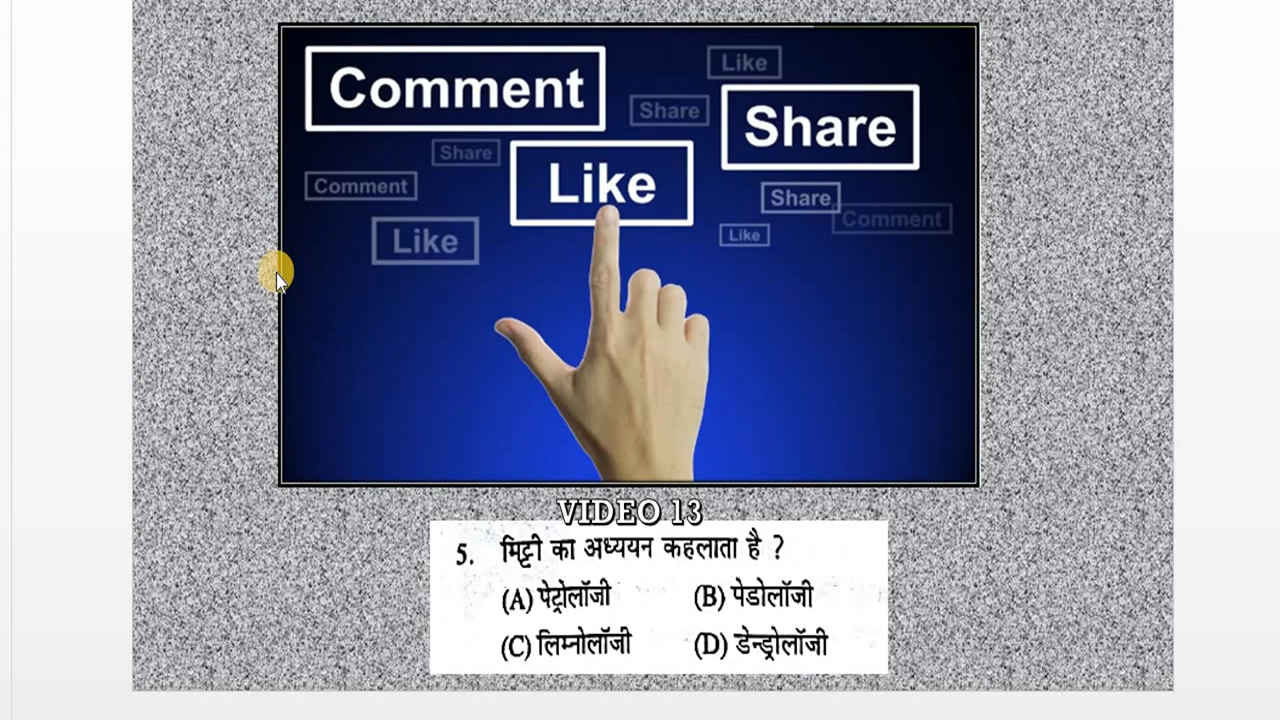 Comment
Like
Share
Share
Share
Comment
Like
Share
Like
Comment
Like
VIDEO 13
5. मिट्टी का अध्ययन कहलाता है ?
(A) पेट्रोलॉजी (B) पेडोलॉजी
(C) लिम्नोलॉजी (D) डेन्ड्रोलॉजी